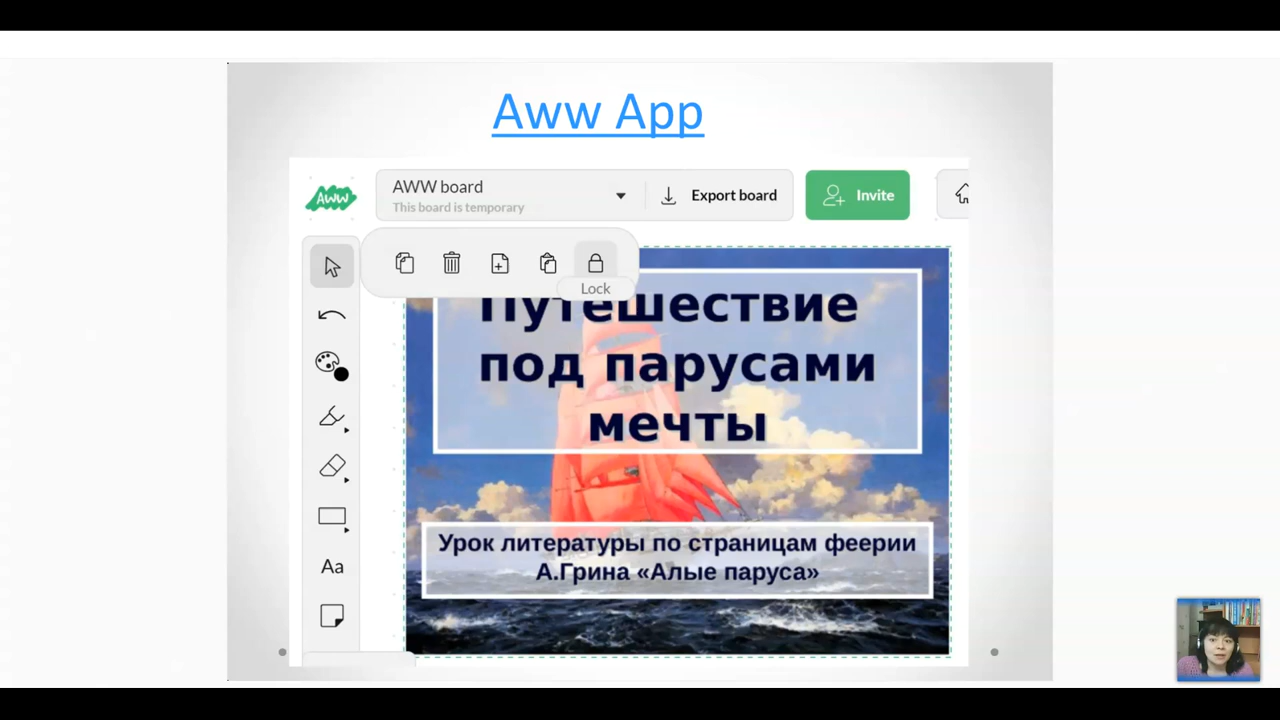 Aww App
AWW
AWW board
This board is temporary
Export board
Invite
Lock
Путешествие
под парусами
мечты
Aa
Урок литературы по страницам феерии
А.Грина «Алые паруса»